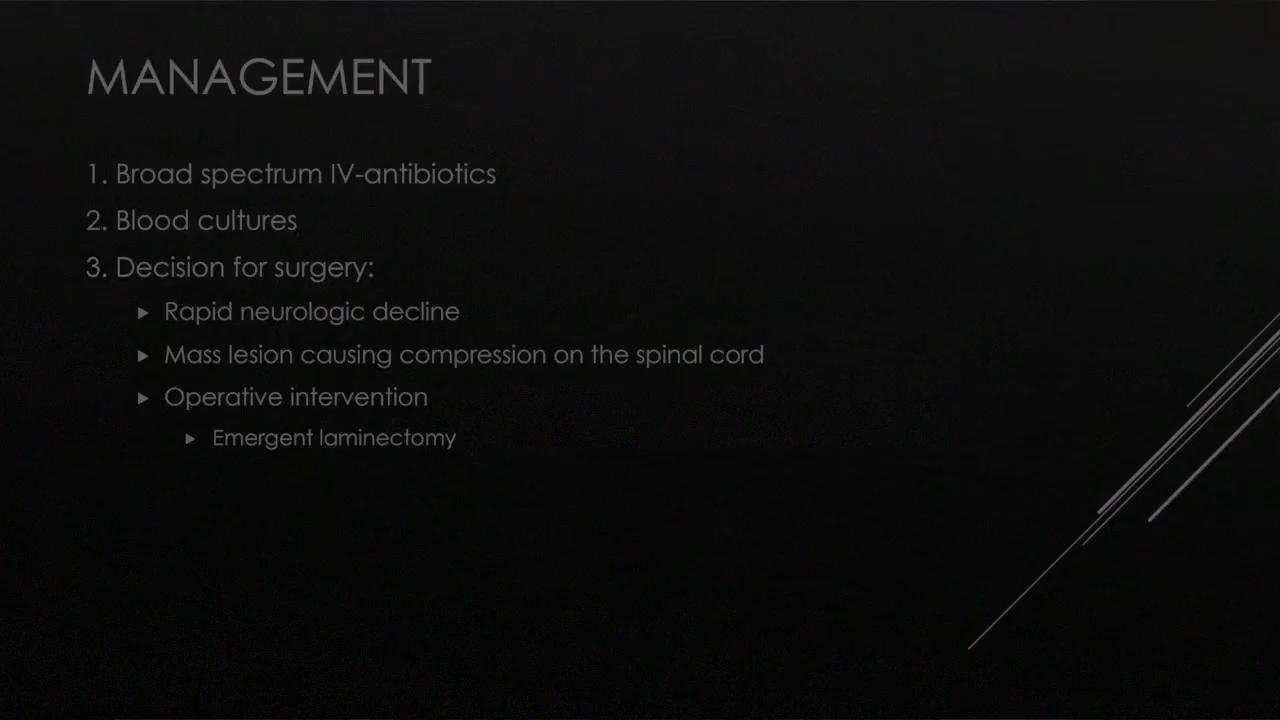 MANAGEMENT
1. Broad spectrum IV-antibiotics
2. Blood cultures
3. Decision for surgery:
Rapid neurologic decline
Mass lesion causing compression on the spinal cord
Operative intervention
Emergent laminectomy